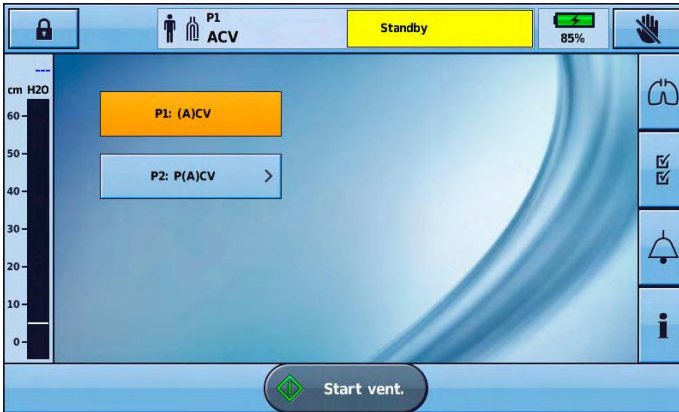 P1
ACV
Standby
85%
---
cm H2O
60
50
40
30
20
10
0
P1: (A)CV
P2: P(A)CV
Start vent.